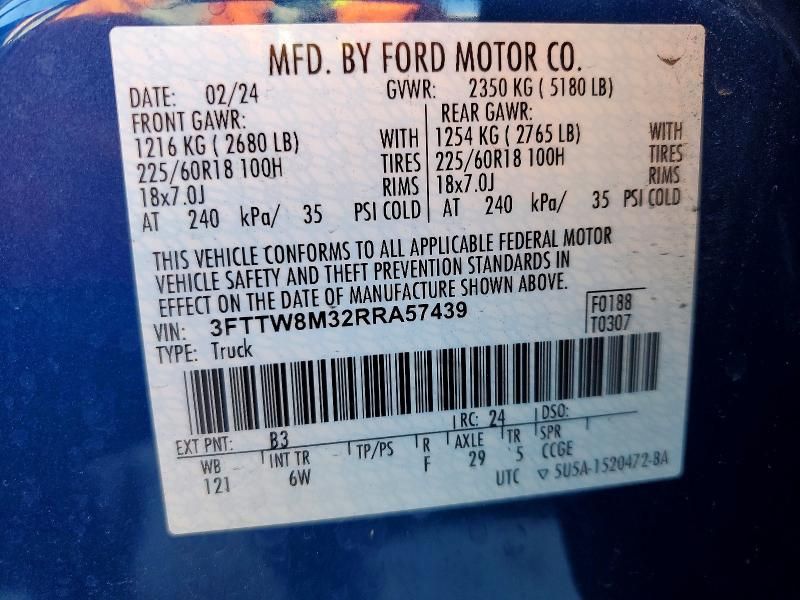 MFD. BY FORD MOTOR CO.
DATE: 02/24 GVWR: 2350 KG ( 5180 LB)
FRONT GAWR: REAR GAWR:
1216 KG ( 2680 LB) WITH 1254 KG ( 2765 LB) WITH
225/60R18 100H TIRES 225/60R18 100H TIRES
18x7.0J RIMS 18x7.0J RIMS
AT 240 kPa/ 35 PSI COLD AT 240 kPa/ 35 PSI COLD
THIS VEHICLE CONFORMS TO ALL APPLICABLE FEDERAL MOTOR
VEHICLE SAFETY AND THEFT PREVENTION STANDARDS IN
EFFECT ON THE DATE OF MANUFACTURE SHOWN ABOVE.
VIN: 3FTTW8M32RRA57439 F0188
TYPE: Truck T0307
EXT PNT: B3 RC: 24 DSO:
WB INT TR TP/PS R AXLE TR SPR
121 6W F 29 5 CCGE
UTC ▽ 5U5A-1520472-BA